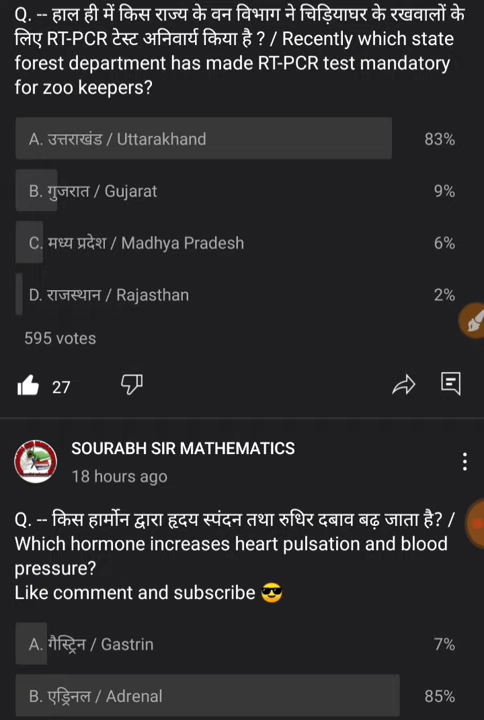 Q. -- हाल ही में किस राज्य के वन विभाग ने चिड़ियाघर के रखवालों के
लिए RT-PCR टेस्ट अनिवार्य किया है ? / Recently which state
forest department has made RT-PCR test mandatory
for zoo keepers?
A. उत्तराखंड / Uttarakhand 83%
B. गुजरात / Gujarat 9%
C. मध्य प्रदेश / Madhya Pradesh 6%
D. राजस्थान / Rajasthan 2%
595 votes
27
SOURABH SIR MATHEMATICS
18 hours ago
Q. -- किस हार्मोन द्वारा हृदय स्पंदन तथा रुधिर दबाव बढ़ जाता है? /
Which hormone increases heart pulsation and blood
pressure?
Like comment and subscribe 😎
A. गैस्ट्रिन / Gastrin 7%
B. एड्रिनल / Adrenal 85%